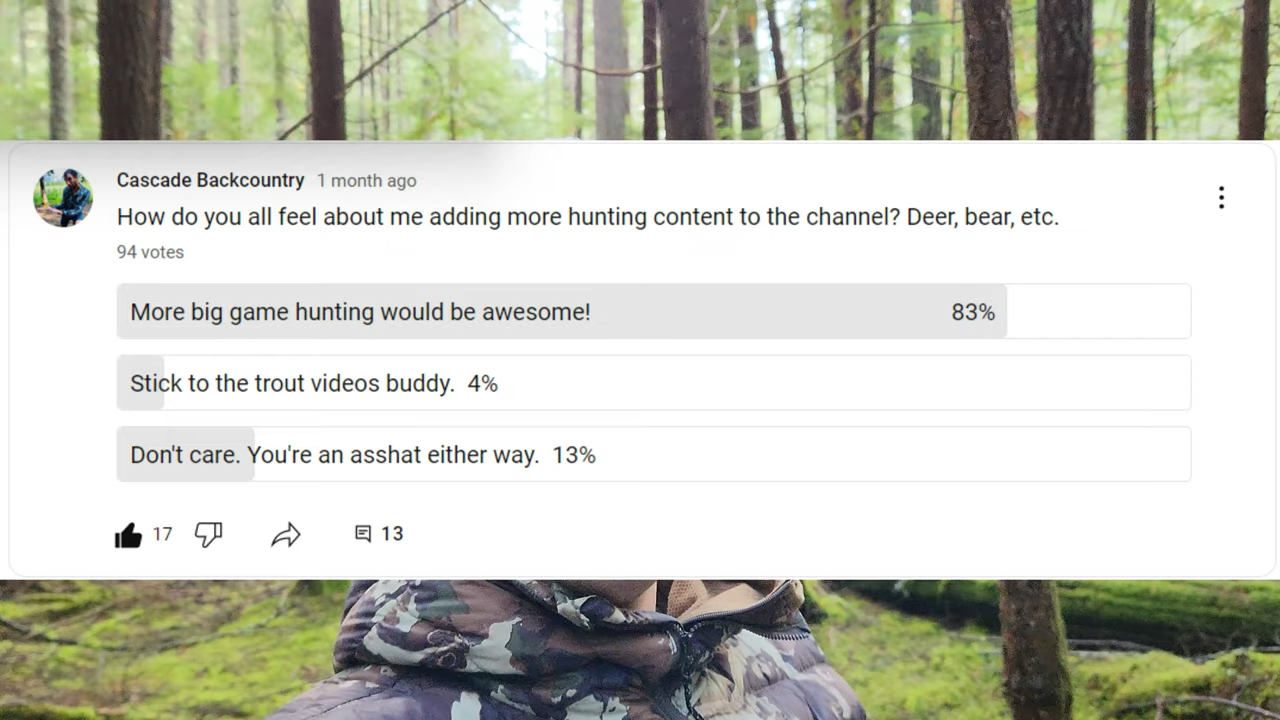 Cascade Backcountry 1 month ago
How do you all feel about me adding more hunting content to the channel? Deer, bear, etc.
94 votes
More big game hunting would be awesome! 83%
Stick to the trout videos buddy. 4%
Don't care. You're an asshat either way. 13%
17 13